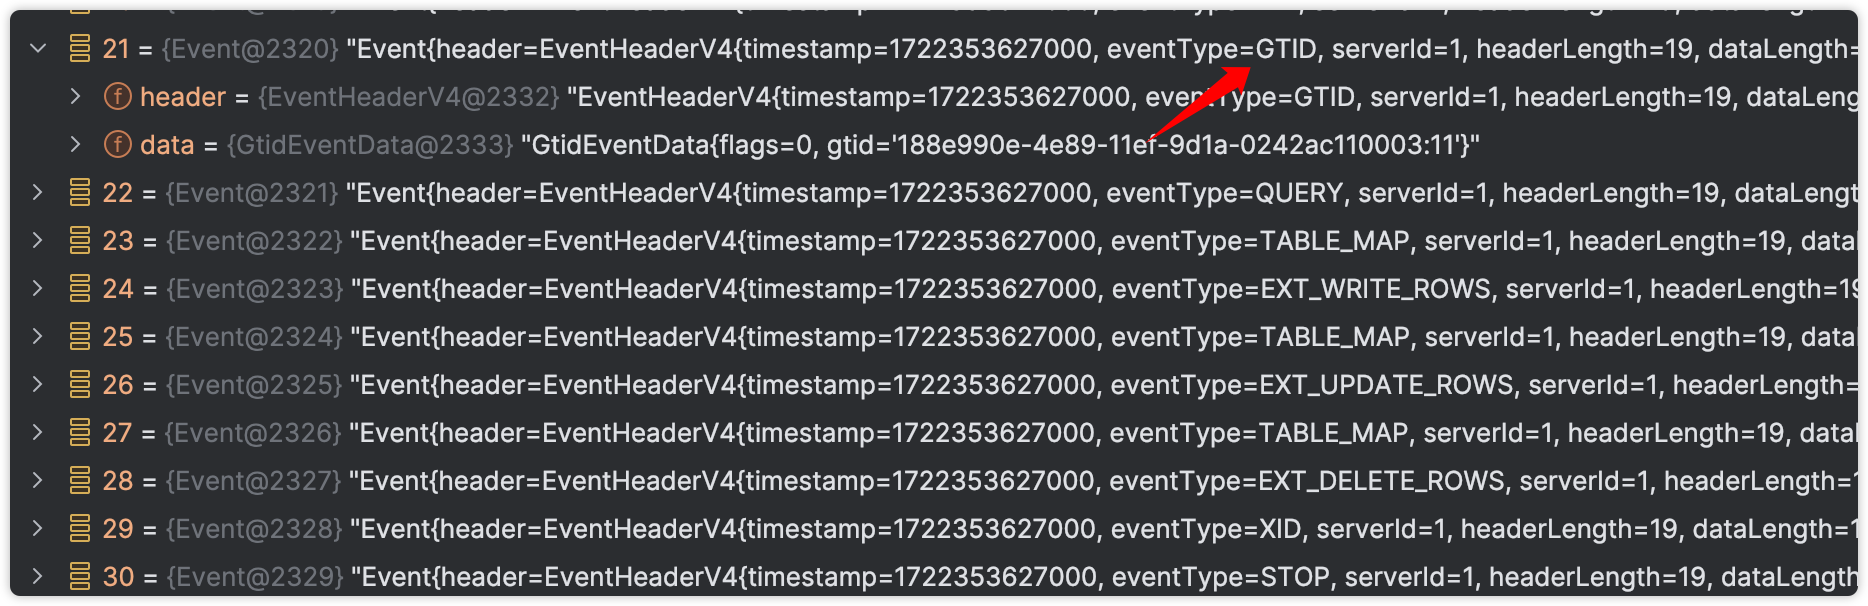 21 = {Event@2320} "Event{header=EventHeaderV4{timestamp=1722353627000, eventType=GTID, serverId=1, headerLength=19, dataLength=
header = {EventHeaderV4@2332} "EventHeaderV4{timestamp=1722353627000, eventType=GTID, serverId=1, headerLength=19, dataLeng
data = {GtidEventData@2333} "GtidEventData{flags=0, gtid='188e990e-4e89-11ef-9d1a-0242ac110003:11'}"
22 = {Event@2321} "Event{header=EventHeaderV4{timestamp=1722353627000, eventType=QUERY, serverId=1, headerLength=19, dataLengt
23 = {Event@2322} "Event{header=EventHeaderV4{timestamp=1722353627000, eventType=TABLE_MAP, serverId=1, headerLength=19, data
24 = {Event@2323} "Event{header=EventHeaderV4{timestamp=1722353627000, eventType=EXT_WRITE_ROWS, serverId=1, headerLength=19
25 = {Event@2324} "Event{header=EventHeaderV4{timestamp=1722353627000, eventType=TABLE_MAP, serverId=1, headerLength=19, data
26 = {Event@2325} "Event{header=EventHeaderV4{timestamp=1722353627000, eventType=EXT_UPDATE_ROWS, serverId=1, headerLength=
27 = {Event@2326} "Event{header=EventHeaderV4{timestamp=1722353627000, eventType=TABLE_MAP, serverId=1, headerLength=19, data
28 = {Event@2327} "Event{header=EventHeaderV4{timestamp=1722353627000, eventType=EXT_DELETE_ROWS, serverId=1, headerLength=1
29 = {Event@2328} "Event{header=EventHeaderV4{timestamp=1722353627000, eventType=XID, serverId=1, headerLength=19, dataLength=1
30 = {Event@2329} "Event{header=EventHeaderV4{timestamp=1722353627000, eventType=STOP, serverId=1, headerLength=19, dataLength